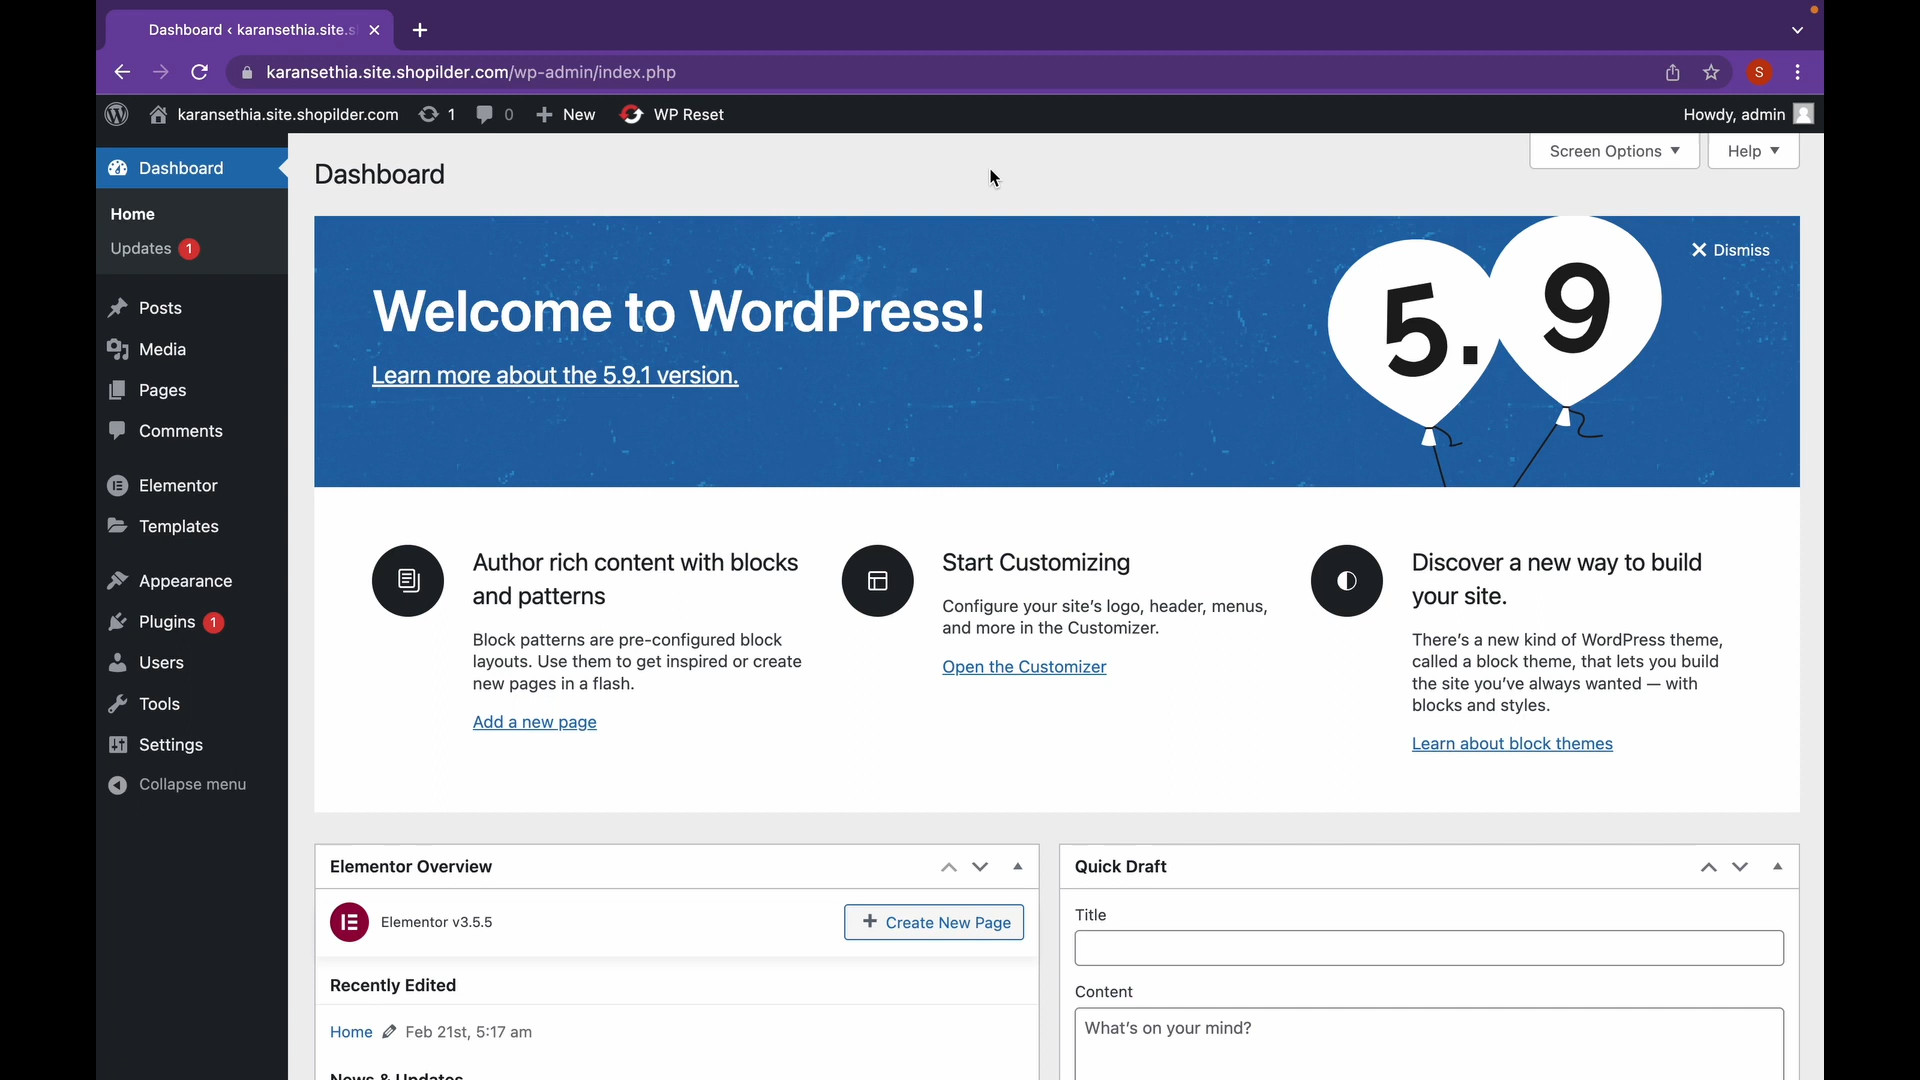 Dashboard ‹ karansethia.site.s
karansethia.site.shopilder.com/wp-admin/index.php
S
karansethia.site.shopilder.com 1 0 New WP Reset
Howdy, admin
Dashboard
Home
Updates 1
Posts
Media
Pages
Comments
Elementor
Templates
Appearance
Plugins 1
Users
Tools
Settings
Collapse menu
Screen Options
Help
Dashboard
Dismiss
Welcome to WordPress!
Learn more about the 5.9.1 version.
5.9
Author rich content with blocks
and patterns
Block patterns are pre-configured block
layouts. Use them to get inspired or create
new pages in a flash.
Add a new page
Start Customizing
Configure your site's logo, header, menus,
and more in the Customizer.
Open the Customizer
Discover a new way to build
your site.
There's a new kind of WordPress theme,
called a block theme, that lets you build
the site you've always wanted — with
blocks and styles.
Learn about block themes
Elementor Overview
Elementor v3.5.5
+ Create New Page
Recently Edited
Home Feb 21st, 5:17 am
News & Updates
Quick Draft
Title
Content
What's on your mind?